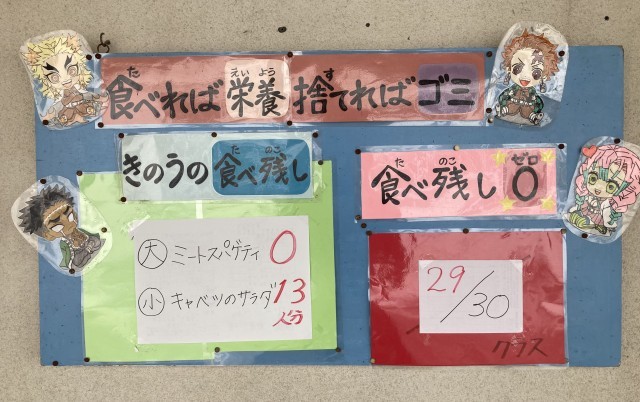 食べれば栄養 捨てればゴミ
きのうの食べ残し
大 ミートスパゲティ 0
小 キャベツのサラダ 13人分
食べ残し0
29/30
クラス